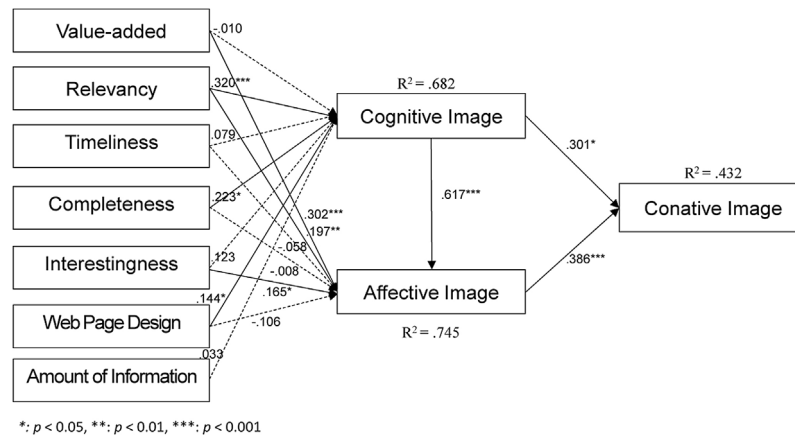 Value-added
-.010
R² = .682
Relevancy
.320***
Cognitive Image
Timeliness
.079
.301*
R² = .432
Completeness
.223*
.617***
Conative Image
.302***
.197**
-.058
Interestingness
.123
-.008
.386***
.165*
Affective Image
.144*
Web Page Design
-.106
R² = .745
.033
Amount of Information
*: p < 0.05, **: p < 0.01, ***: p < 0.001